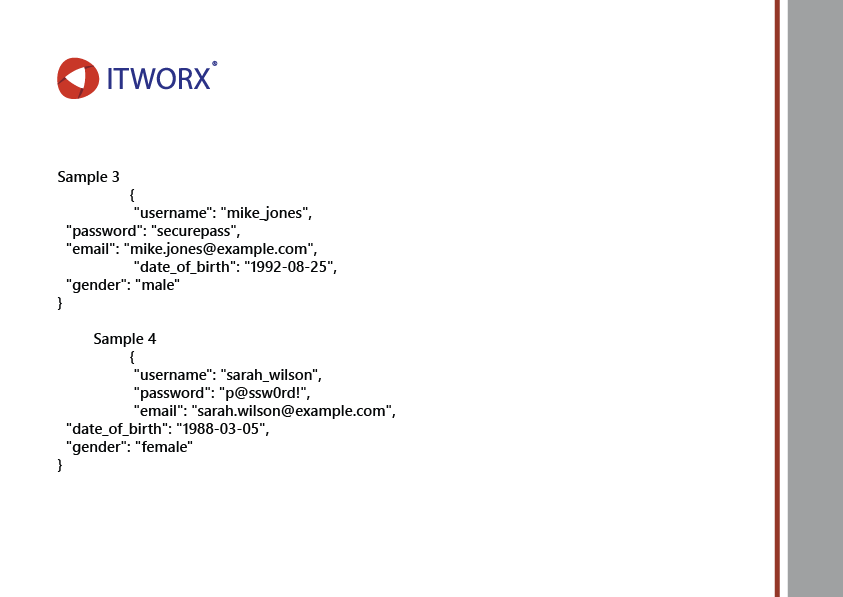 ITWORX®
Sample 3
{
"username": "mike_jones",
"password": "securepass",
"email": "mike.jones@example.com",
"date_of_birth": "1992-08-25",
"gender": "male"
}
Sample 4
{
"username": "sarah_wilson",
"password": "p@ssw0rd!",
"email": "sarah.wilson@example.com",
"date_of_birth": "1988-03-05",
"gender": "female"
}